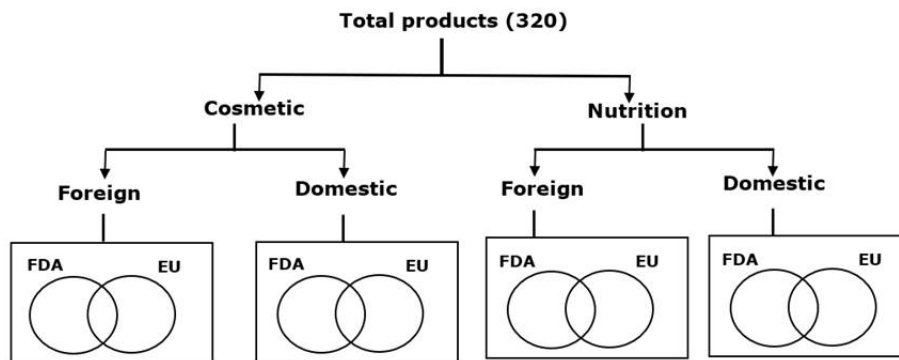 Total products (320)
Cosmetic
Nutrition
Foreign
Domestic
Foreign
Domestic
FDA EU
FDA EU
FDA EU
FDA EU